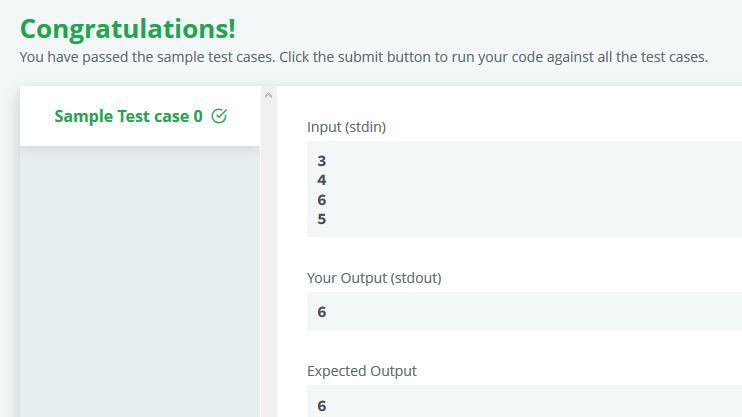 Congratulations!
You have passed the sample test cases. Click the submit button to run your code against all the test cases.
Sample Test case 0
Input (stdin)
3
4
6
5
Your Output (stdout)
6
Expected Output
6